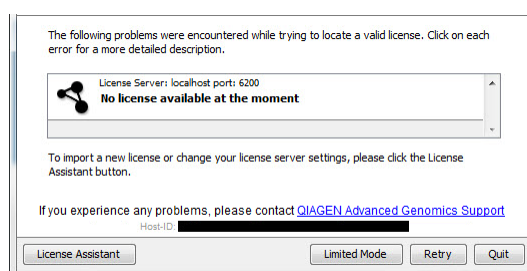 The following problems were encountered while trying to locate a valid license. Click on each
error for a more detailed description.
License Server: localhost port: 6200
No license available at the moment
To import a new license or change your license server settings, please click the License
Assistant button.
If you experience any problems, please contact QIAGEN Advanced Genomics Support
Host-ID:
License Assistant
Limited Mode
Retry
Quit